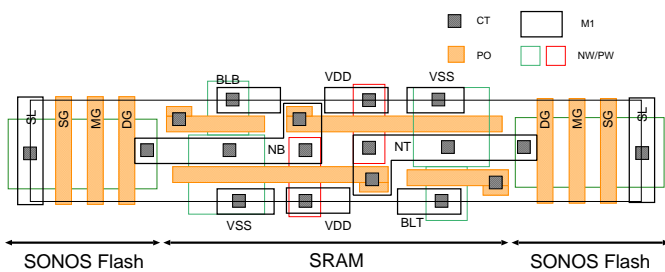 CT M1
PO NW/PW
BLB VDD VSS
SL SG MG DG DG MG SG SL
NB NT
VSS VDD BLT
SONOS Flash SRAM SONOS Flash